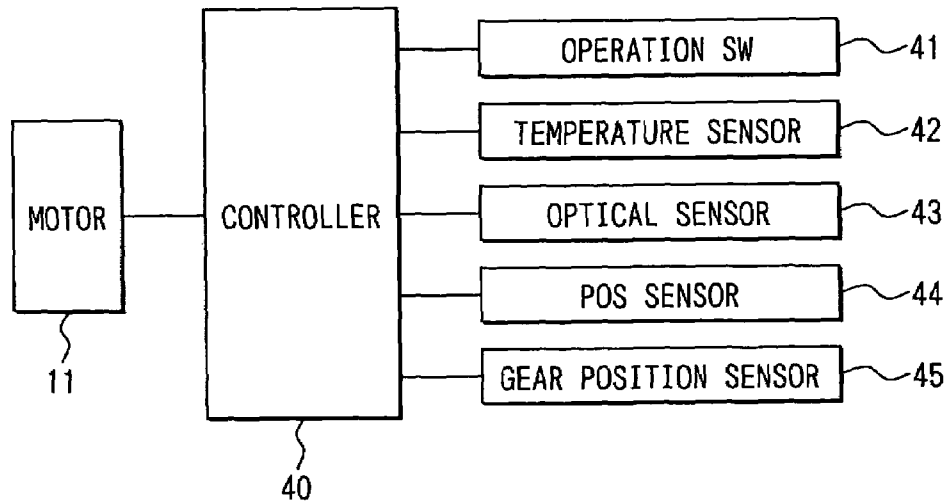 OPERATION SW 41
TEMPERATURE SENSOR 42
MOTOR
CONTROLLER
OPTICAL SENSOR 43
POS SENSOR 44
11
GEAR POSITION SENSOR 45
40